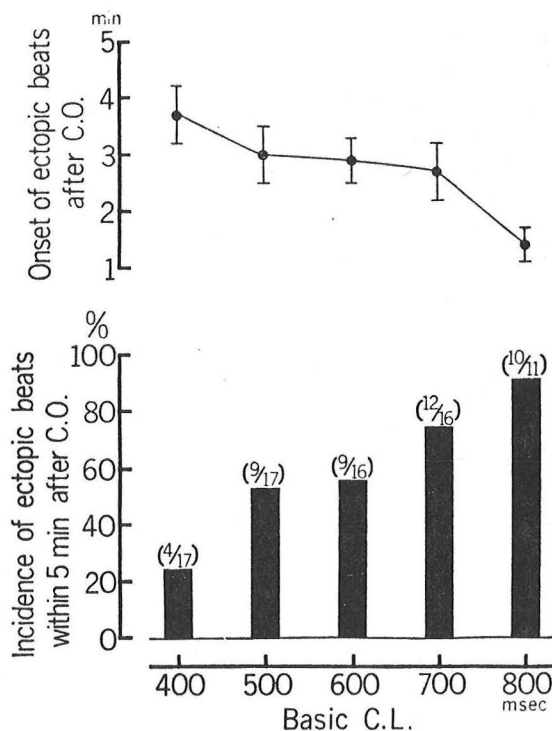 min
5
4
3
2
1
Onset of ectopic beats
after C.O.
%
100
80
60
40
20
0
Incidence of ectopic beats
within 5 min after C.O.
(4/17)
(9/17)
(9/16)
(12/16)
(10/11)
400 500 600 700 800
msec
Basic C.L.